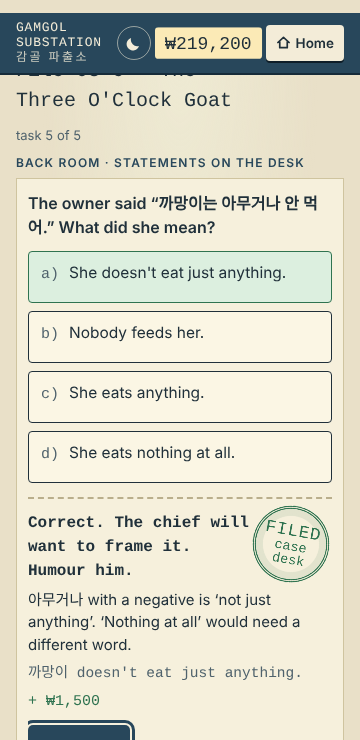 GAMGOL
SUBSTATION
감골 파출소
₩219,200
Home
Three O'Clock Goat
task 5 of 5
BACK ROOM · STATEMENTS ON THE DESK
The owner said “까망이는 아무거나 안 먹
어.” What did she mean?
a) She doesn't eat just anything.
b) Nobody feeds her.
c) She eats anything.
d) She eats nothing at all.
Correct. The chief will
want to frame it.
Humour him.
FILED
case
desk
아무거나 with a negative is ‘not just
anything’. ‘Nothing at all’ would need a
different word.
까망이 doesn't eat just anything.
+ ₩1,500